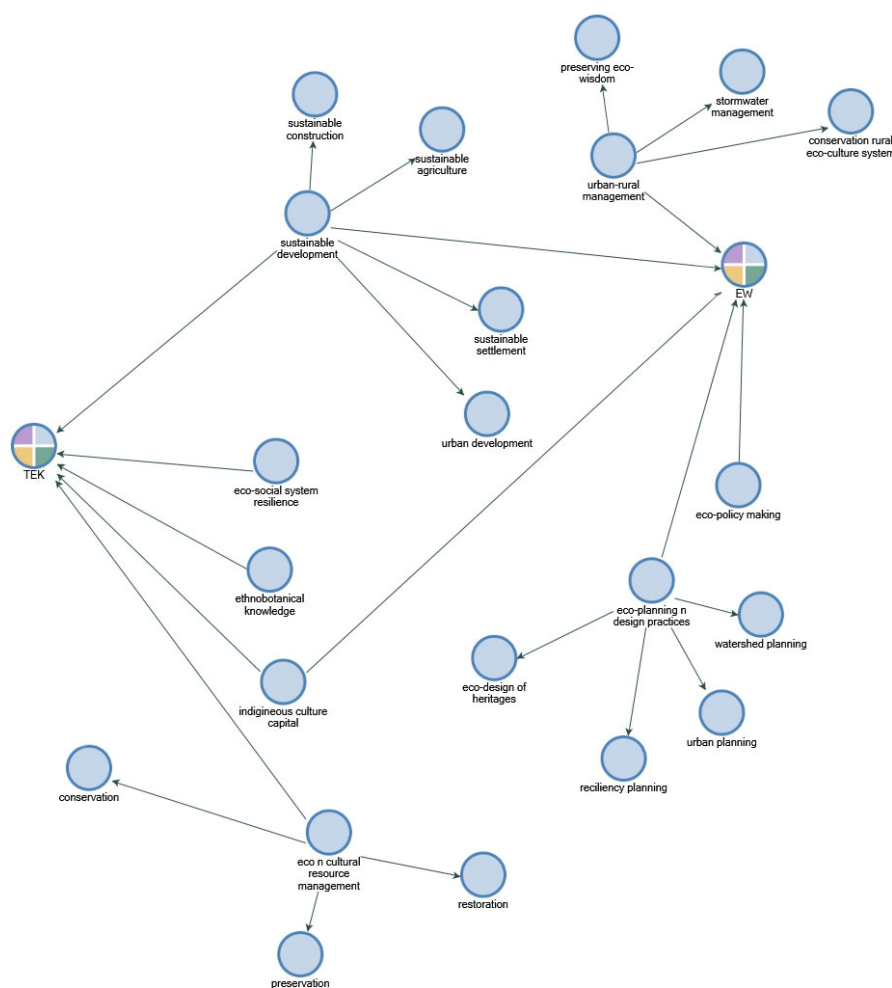 preserving eco-
wisdom
stormwater
management
sustainable
construction
sustainable
agriculture
conservation rural
eco-culture system
urban-rural
management
sustainable
development
EW
sustainable
settlement
urban development
TEK
eco-social system
resilience
eco-policy making
ethnobotanical
knowledge
eco-planning n
design practices
watershed planning
eco-design of
heritages
indigineous culture
capital
urban planning
reciliency planning
conservation
eco n cultural
resource
management
restoration
preservation